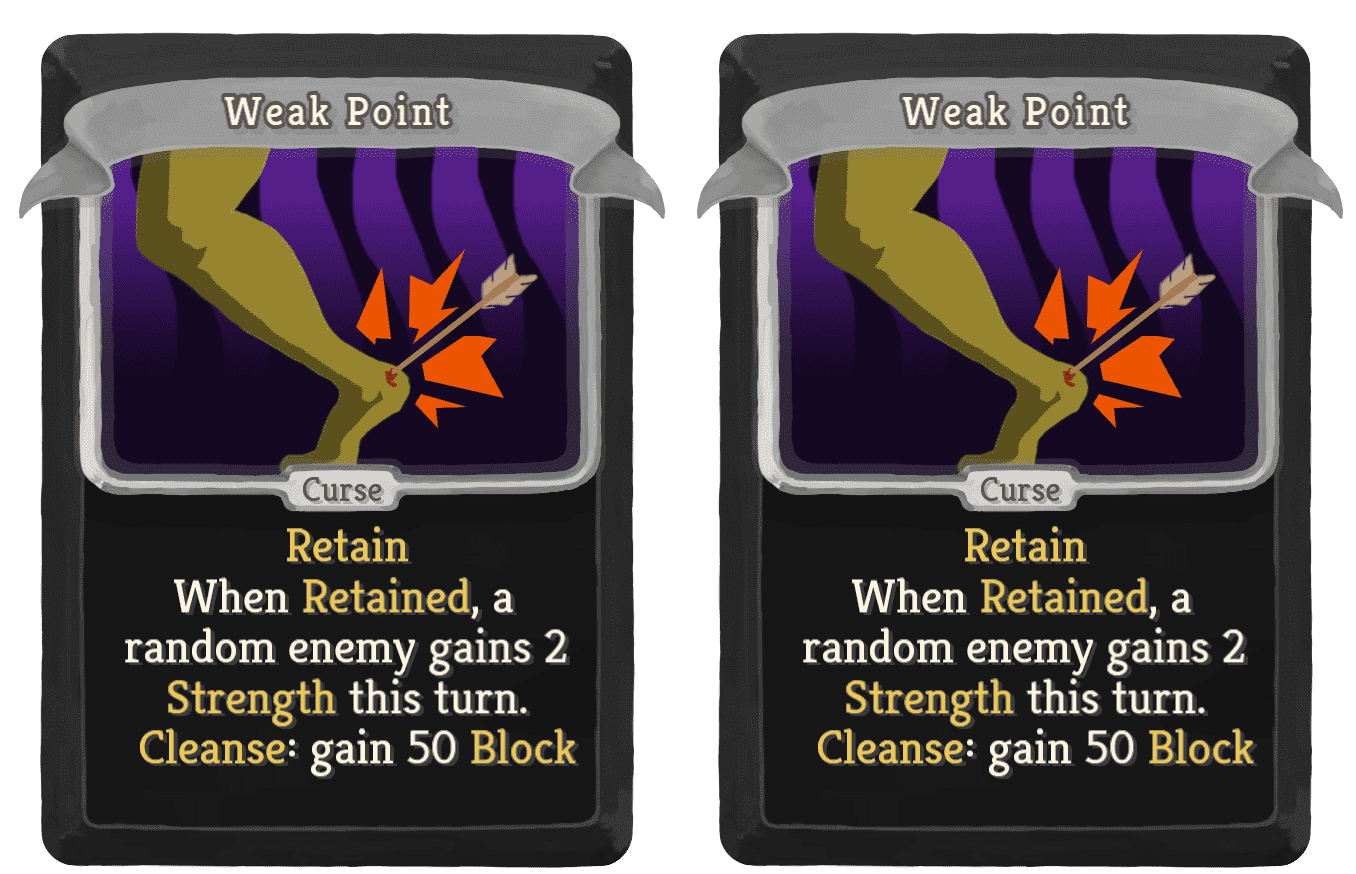 Weak Point
Curse
Retain
When Retained, a
random enemy gains 2
Strength this turn.
Cleanse: gain 50 Block
Weak Point
Curse
Retain
When Retained, a
random enemy gains 2
Strength this turn.
Cleanse: gain 50 Block